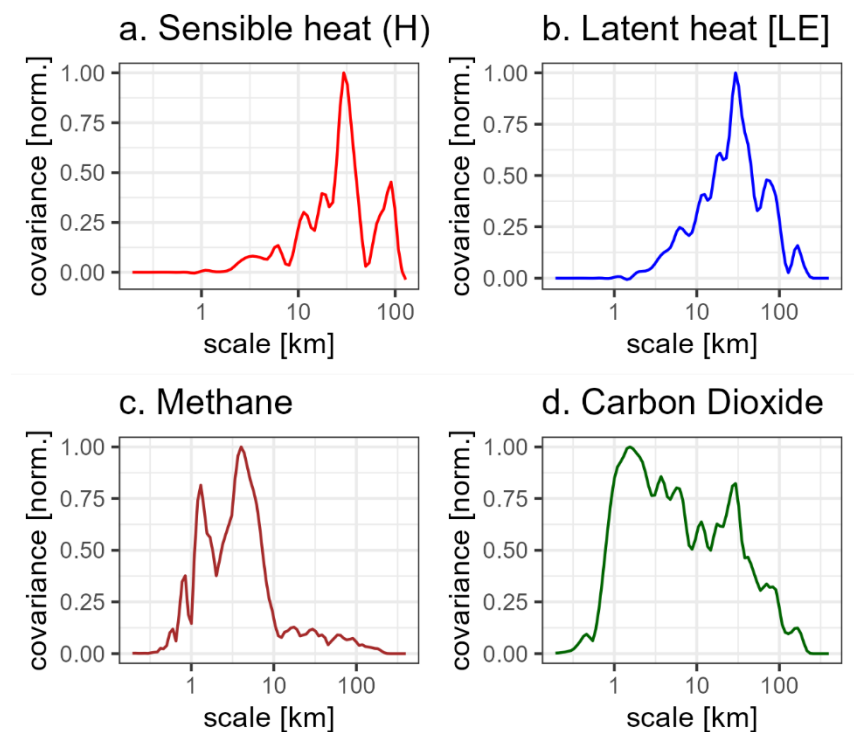 a. Sensible heat (H)
b. Latent heat [LE]
covariance [norm.]
1.00
0.75
0.50
0.25
0.00
1
10
100
scale [km]
covariance [norm.]
1.00
0.75
0.50
0.25
0.00
1
10
100
scale [km]
c. Methane
d. Carbon Dioxide
covariance [norm.]
1.00
0.75
0.50
0.25
0.00
1
10
100
scale [km]
covariance [norm.]
1.00
0.75
0.50
0.25
0.00
1
10
100
scale [km]